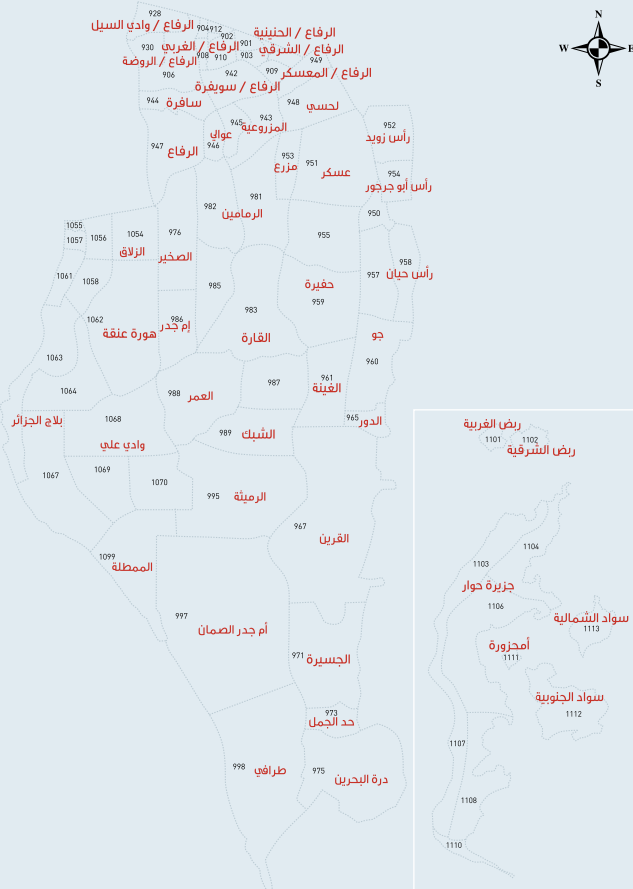 N
W E
S
928
الرفاع / وادي السيل
904
912
902
الرفاع / الحنينية
901
930
الرفاع / الغربي
الرفاع / الشرقي
908
910
903
949
الرفاع / الروضة
906
942
909
الرفاع / المعسكر
الرفاع / سويفرة
944
سافرة
948
لحسي
943
945
المزروعية
عوالي
946
952
رأس زويد
947
الرفاع
953
مزرع
951
عسكر
954
رأس أبو جرجور
981
982
الرمامين
950
1055
1057
1056
1054
الزلاق
976
الصخير
955
958
رأس حيان
957
1061
1058
985
حفيرة
959
983
القارة
1062
هورة عنقة
986
إم جدر
جو
960
1063
1064
988
العمر
987
961
الغينة
بلاج الجزائر
1068
وادي علي
989
الشبك
965
الدور
1067
1069
1070
995
الرميثة
967
القرين
1099
الممطلة
997
أم جدر الصمان
971
الجسيرة
973
حد الجمل
998
طرافي
975
درة البحرين
ربض الغربية
1101
1102
ربض الشرقية
1104
1103
جزيرة حوار
1106
سواد الشمالية
1113
أمحزورة
1111
سواد الجنوبية
1112
1107
1108
1110